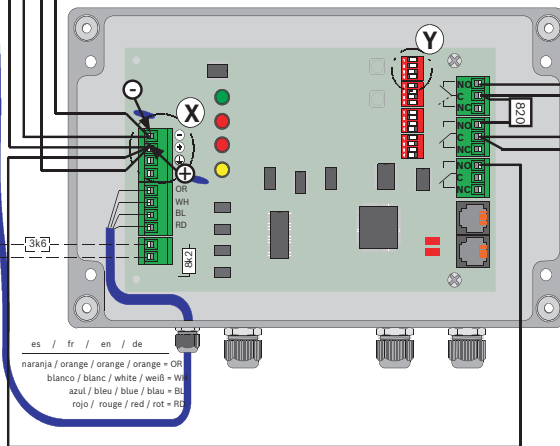 Y
-
X
+
OR
WH
BL
RD
3k6
8k2
NO
C
NC
NO
C
NC
NO
C
NC
820
es / fr / en / de
naranja / orange / orange / orange = OR
blanco / blanc / white / weiß = WH
azul / bleu / blue / blau = BL
rojo / rouge / red / rot = RD